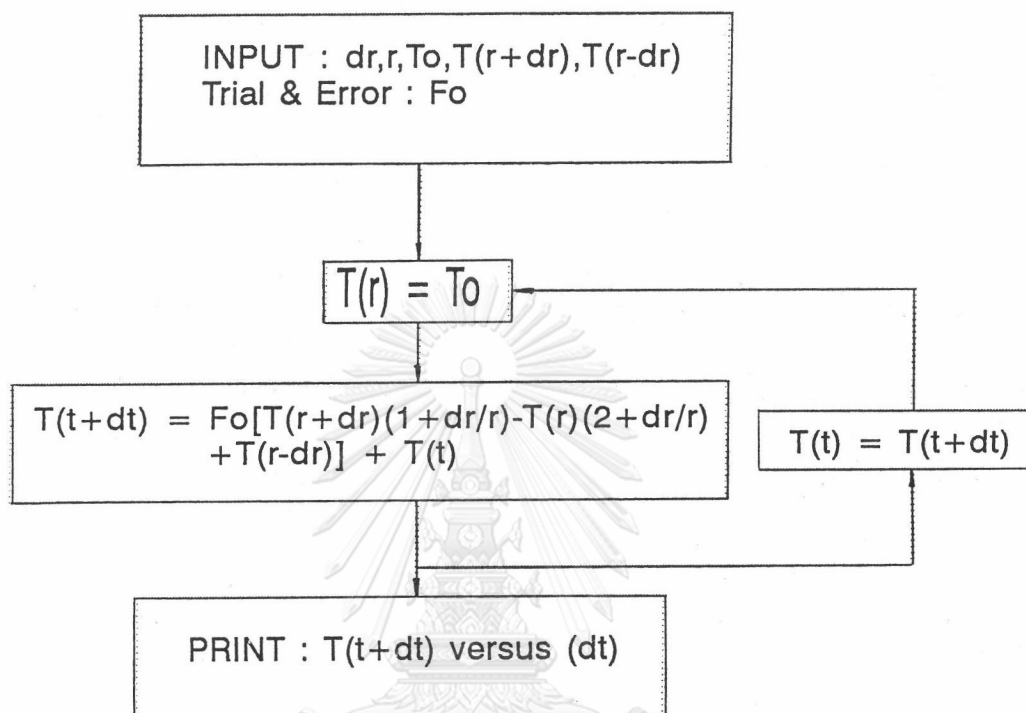 INPUT : dr,r,To,T(r+dr),T(r-dr)
Trial & Error : Fo
T(r) = To
T(t+dt) = Fo[T(r+dr)(1+dr/r)-T(r)(2+dr/r)
+T(r-dr)] + T(t)
T(t) = T(t+dt)
PRINT : T(t+dt) versus (dt)